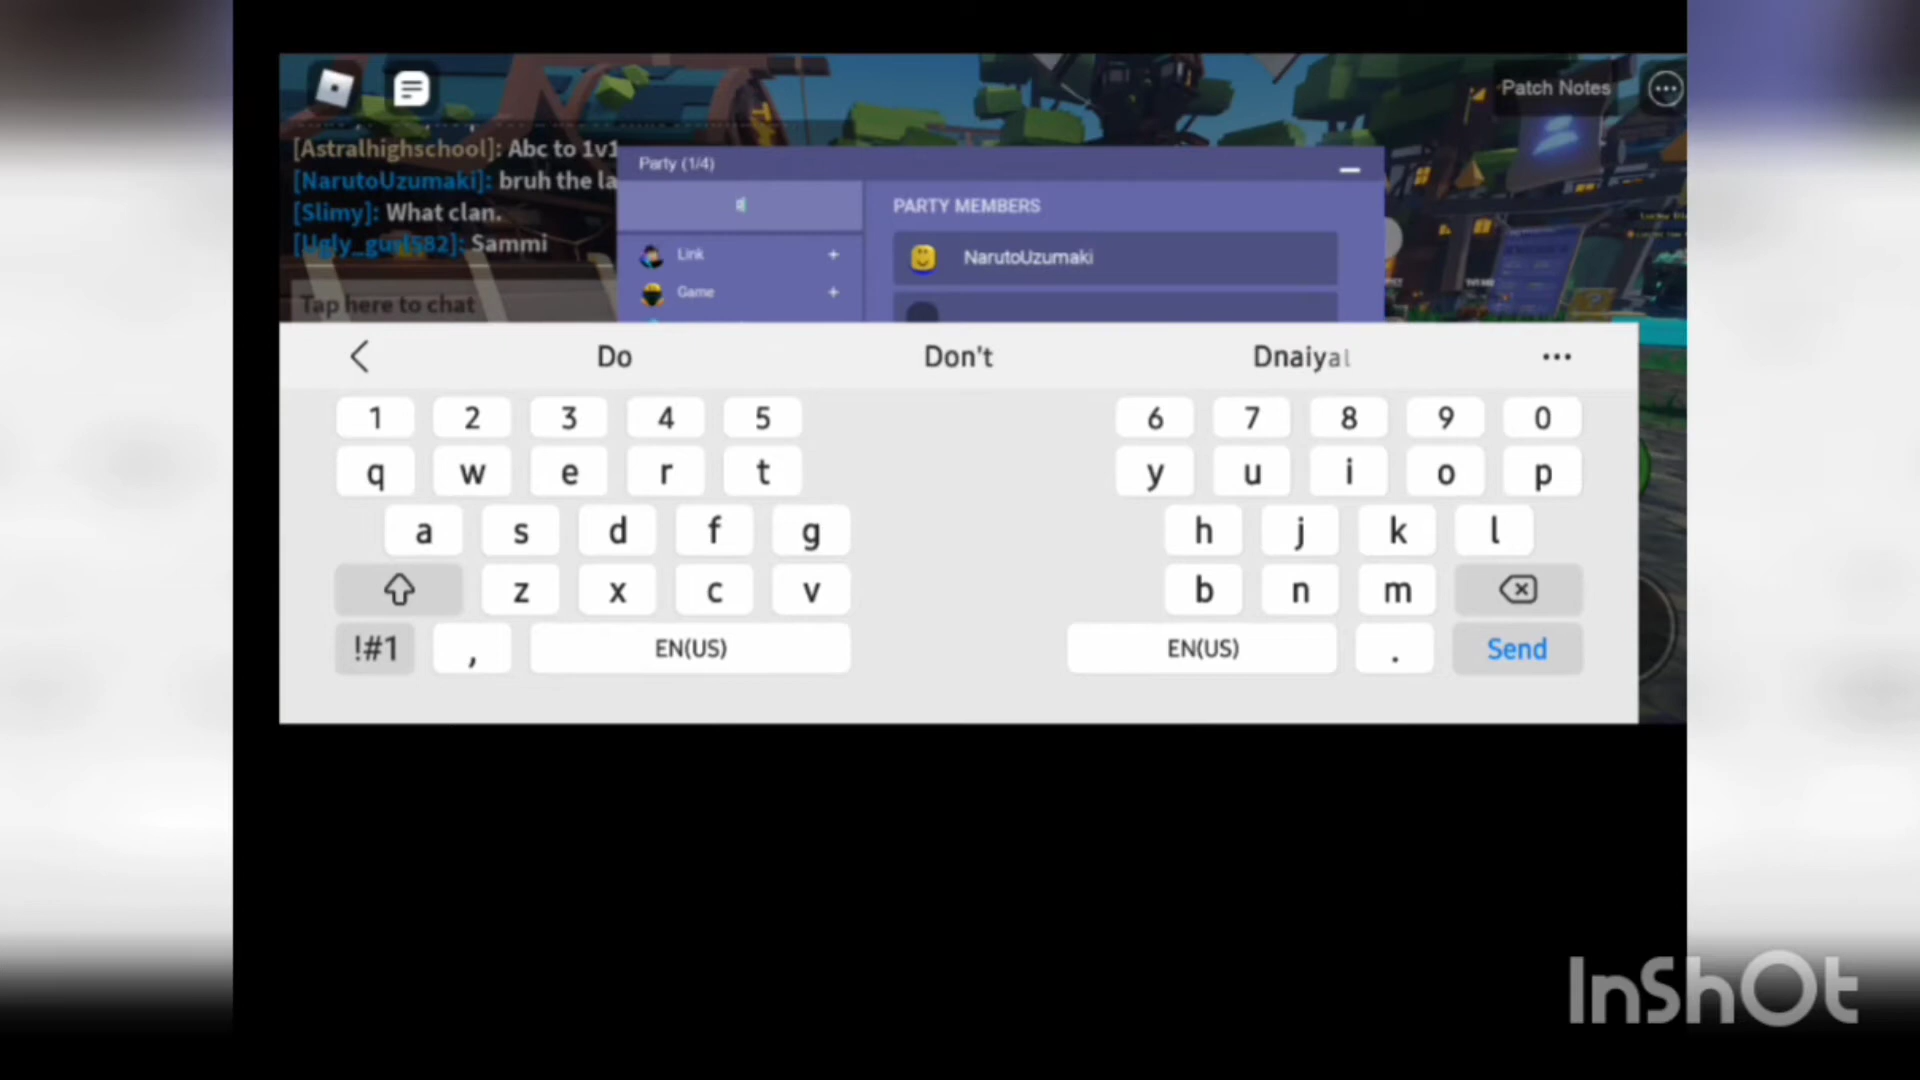 Patch Notes
[Astralhighschool]: Abc to 1v1
[NarutoUzumaki]: bruh the la
[Slimy]: What clan.
[Ugly_gurl582]: Sammi
Tap here to chat
Party (1/4)
PARTY MEMBERS
Link +
NarutoUzumaki
Game +
Do Don't Dnaiyal
1 2 3 4 5 6 7 8 9 0
q w e r t y u i o p
a s d f g h j k l
z x c v b n m
!#1 , EN(US) EN(US) . Send
InShOt